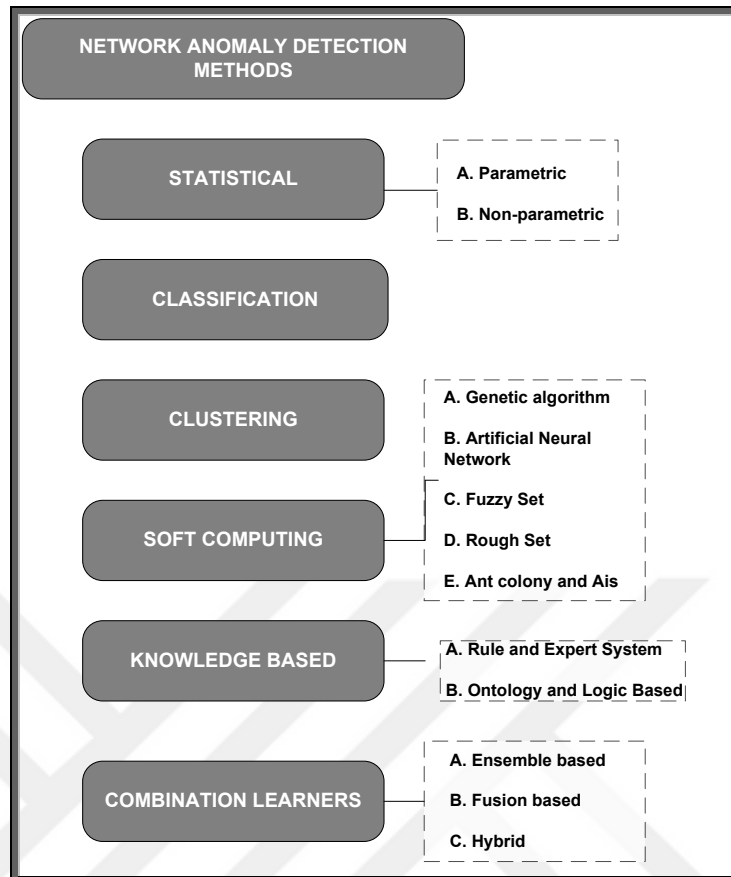 NETWORK ANOMALY DETECTION
METHODS
STATISTICAL
A. Parametric
B. Non-parametric
CLASSIFICATION
CLUSTERING
A. Genetic algorithm
B. Artificial Neural
Network
C. Fuzzy Set
SOFT COMPUTING
D. Rough Set
E. Ant colony and Ais
KNOWLEDGE BASED
A. Rule and Expert System
B. Ontology and Logic Based
COMBINATION LEARNERS
A. Ensemble based
B. Fusion based
C. Hybrid